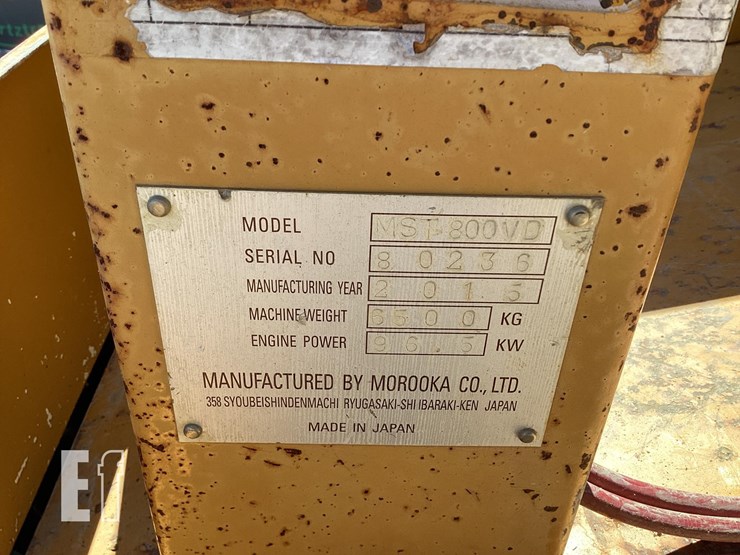 MODEL MST-800VD
SERIAL NO 80236
MANUFACTURING YEAR 2015
MACHINE WEIGHT 6500 KG
ENGINE POWER 96.5 KW
MANUFACTURED BY MOROOKA CO., LTD.
358 SYOUBEISHINDENMACHI RYUGASAKI-SHI IBARAKI-KEN JAPAN
MADE IN JAPAN
E1